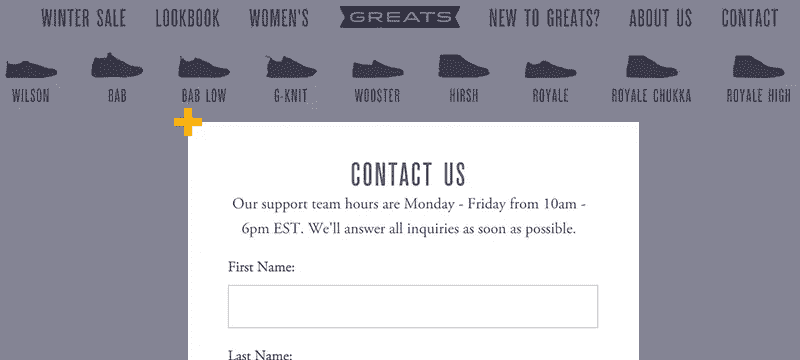 WINTER SALE LOOKBOOK WOMEN'S GREATS NEW TO GREATS? ABOUT US CONTACT
WILSON BAB BAB LOW G-KNIT WOOSTER HIRSH ROYALE ROYALE CHUKKA ROYALE HIGH
CONTACT US
Our support team hours are Monday - Friday from 10am -
6pm EST. We'll answer all inquiries as soon as possible.
First Name:
Last Name: